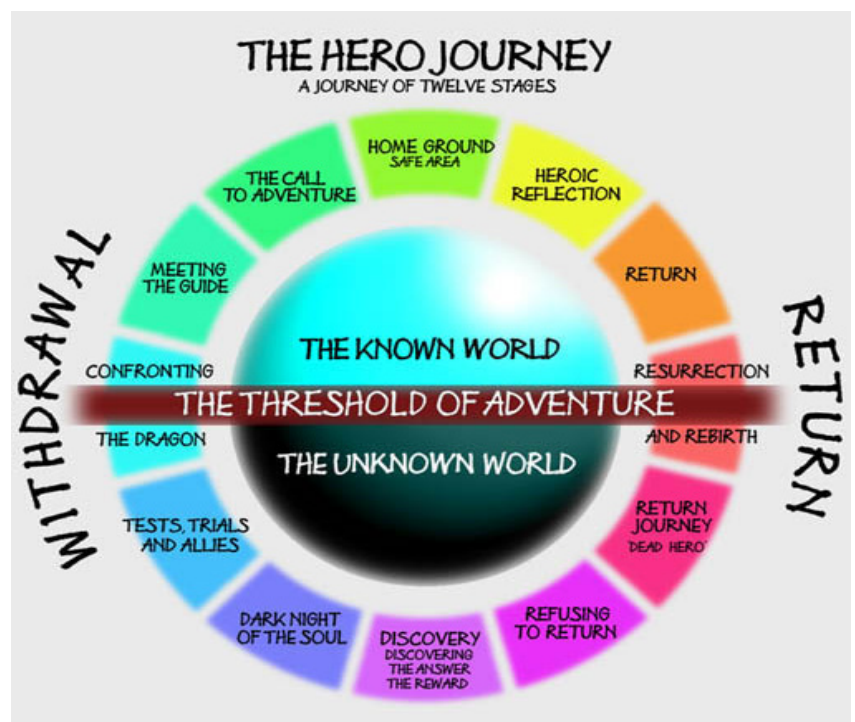 THE HERO JOURNEY
A JOURNEY OF TWELVE STAGES
HOME GROUND
SAFE AREA
THE CALL
TO ADVENTURE
MEETING
THE GUIDE
CONFRONTING
THE DRAGON
TESTS, TRIALS
AND ALLIES
DARK NIGHT
OF THE SOUL
DISCOVERY
DISCOVERING
THE ANSWER
THE REWARD
REFUSING
TO RETURN
RETURN
JOURNEY
'DEAD HERO'
RESURRECTION
AND REBIRTH
RETURN
HEROIC
REFLECTION
WITHDRAWAL
RETURN
THE KNOWN WORLD
THE THRESHOLD OF ADVENTURE
THE UNKNOWN WORLD